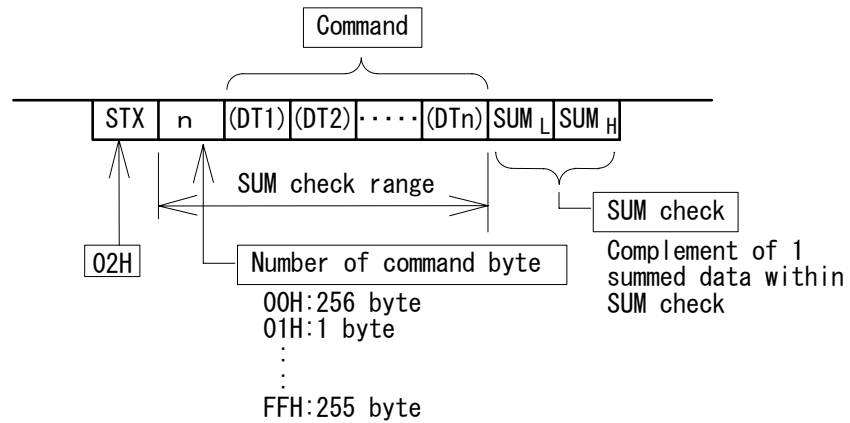 Command
STX n (DT1) (DT2) ····· (DTn) SUM L SUM H
SUM check range
SUM check
02H
Number of command byte
Complement of 1
summed data within
SUM check
00H:256 byte
01H:1 byte
:
:
FFH:255 byte